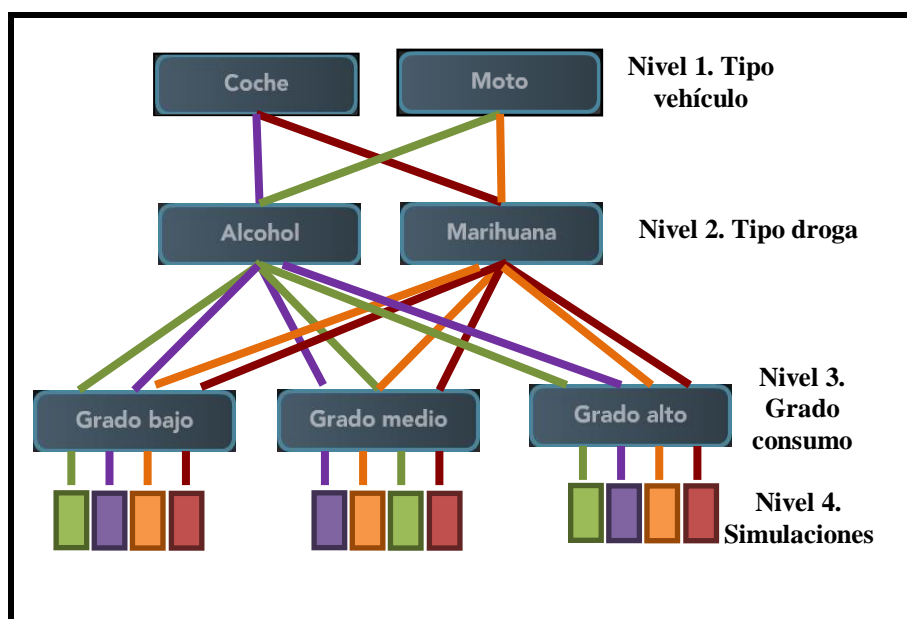 Coche
Moto
Nivel 1. Tipo
vehículo
Alcohol
Marihuana
Nivel 2. Tipo droga
Grado bajo
Grado medio
Grado alto
Nivel 3.
Grado
consumo
Nivel 4.
Simulaciones